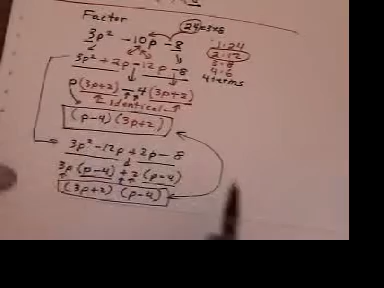 Factor
3p² - 10p - 8
24 = 3×8
1·24
2·12
3·8
4·6
4 terms
3p² + 2p - 12p - 8
p(3p+2) - 4(3p+2)
identical
(p-4)(3p+2)
3p² - 12p + 2p - 8
3p(p-4) + 2(p-4)
(3p+2)(p-4)